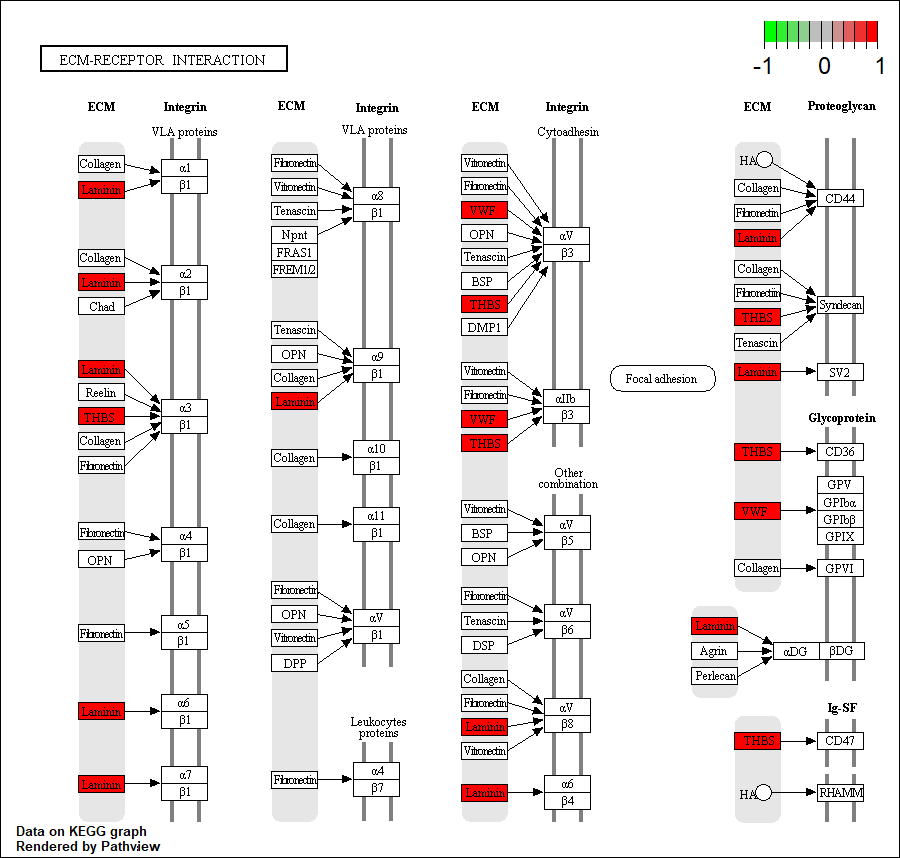 ECM-RECEPTOR INTERACTION
-1 0 1
ECM Integrin
VLA proteins
Collagen
Laminin
α1
β1
Collagen
Laminin
Chad
α2
β1
Laminin
Reelin
THBS
Collagen
Fibronectin
α3
β1
Fibronectin
OPN
α4
β1
Fibronectin
α5
β1
Laminin
α6
β1
Laminin
α7
β1
ECM Integrin
VLA proteins
Fibronectin
Vitronectin
Tenascin
Npnt
FRAS1
FREM1/2
α8
β1
Tenascin
OPN
Collagen
Laminin
α9
β1
Collagen
α10
β1
Collagen
α11
β1
Fibronectin
OPN
Vitronectin
DPP
αV
β1
Leukocytes
proteins
Fibronectin
α4
β7
ECM Integrin
Cytoadhesin
Vitronectin
Fibronectin
VWF
OPN
Tenascin
BSP
THBS
DMP1
αV
β3
Vitronectin
Fibronectin
VWF
THBS
αIIb
β3
Other
combination
Vitronectin
BSP
OPN
αV
β5
Fibronectin
Tenascin
DSP
αV
β6
Collagen
Fibronectin
Laminin
Vitronectin
αV
β8
Laminin
α6
β4
Focal adhesion
ECM Proteoglycan
HA
Collagen
Fibronectin
Laminin
CD44
Collagen
Fibronectin
THBS
Tenascin
Syndecan
Laminin
SV2
Glycoprotein
THBS
CD36
VWF
GPV
GPIbα
GPIbβ
GPIX
Collagen
GPVI
Laminin
Agrin
Perlecan
αDG βDG
Ig-SF
THBS
CD47
HA
RHAMM
Data on KEGG graph
Rendered by Pathview